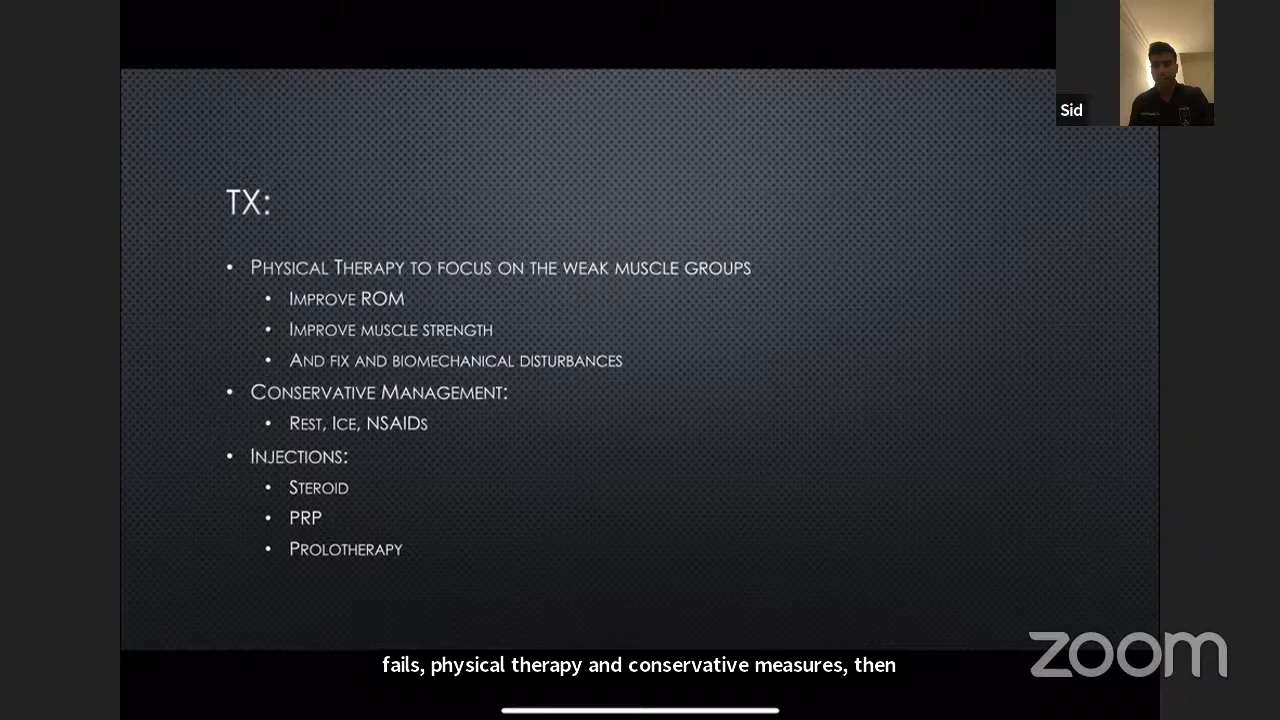 Sid
TX:
• PHYSICAL THERAPY TO FOCUS ON THE WEAK MUSCLE GROUPS
• IMPROVE ROM
• IMPROVE MUSCLE STRENGTH
• AND FIX AND BIOMECHANICAL DISTURBANCES
• CONSERVATIVE MANAGEMENT:
• REST, ICE, NSAIDS
• INJECTIONS:
• STEROID
• PRP
• PROLOTHERAPY
zoom
fails, physical therapy and conservative measures, then